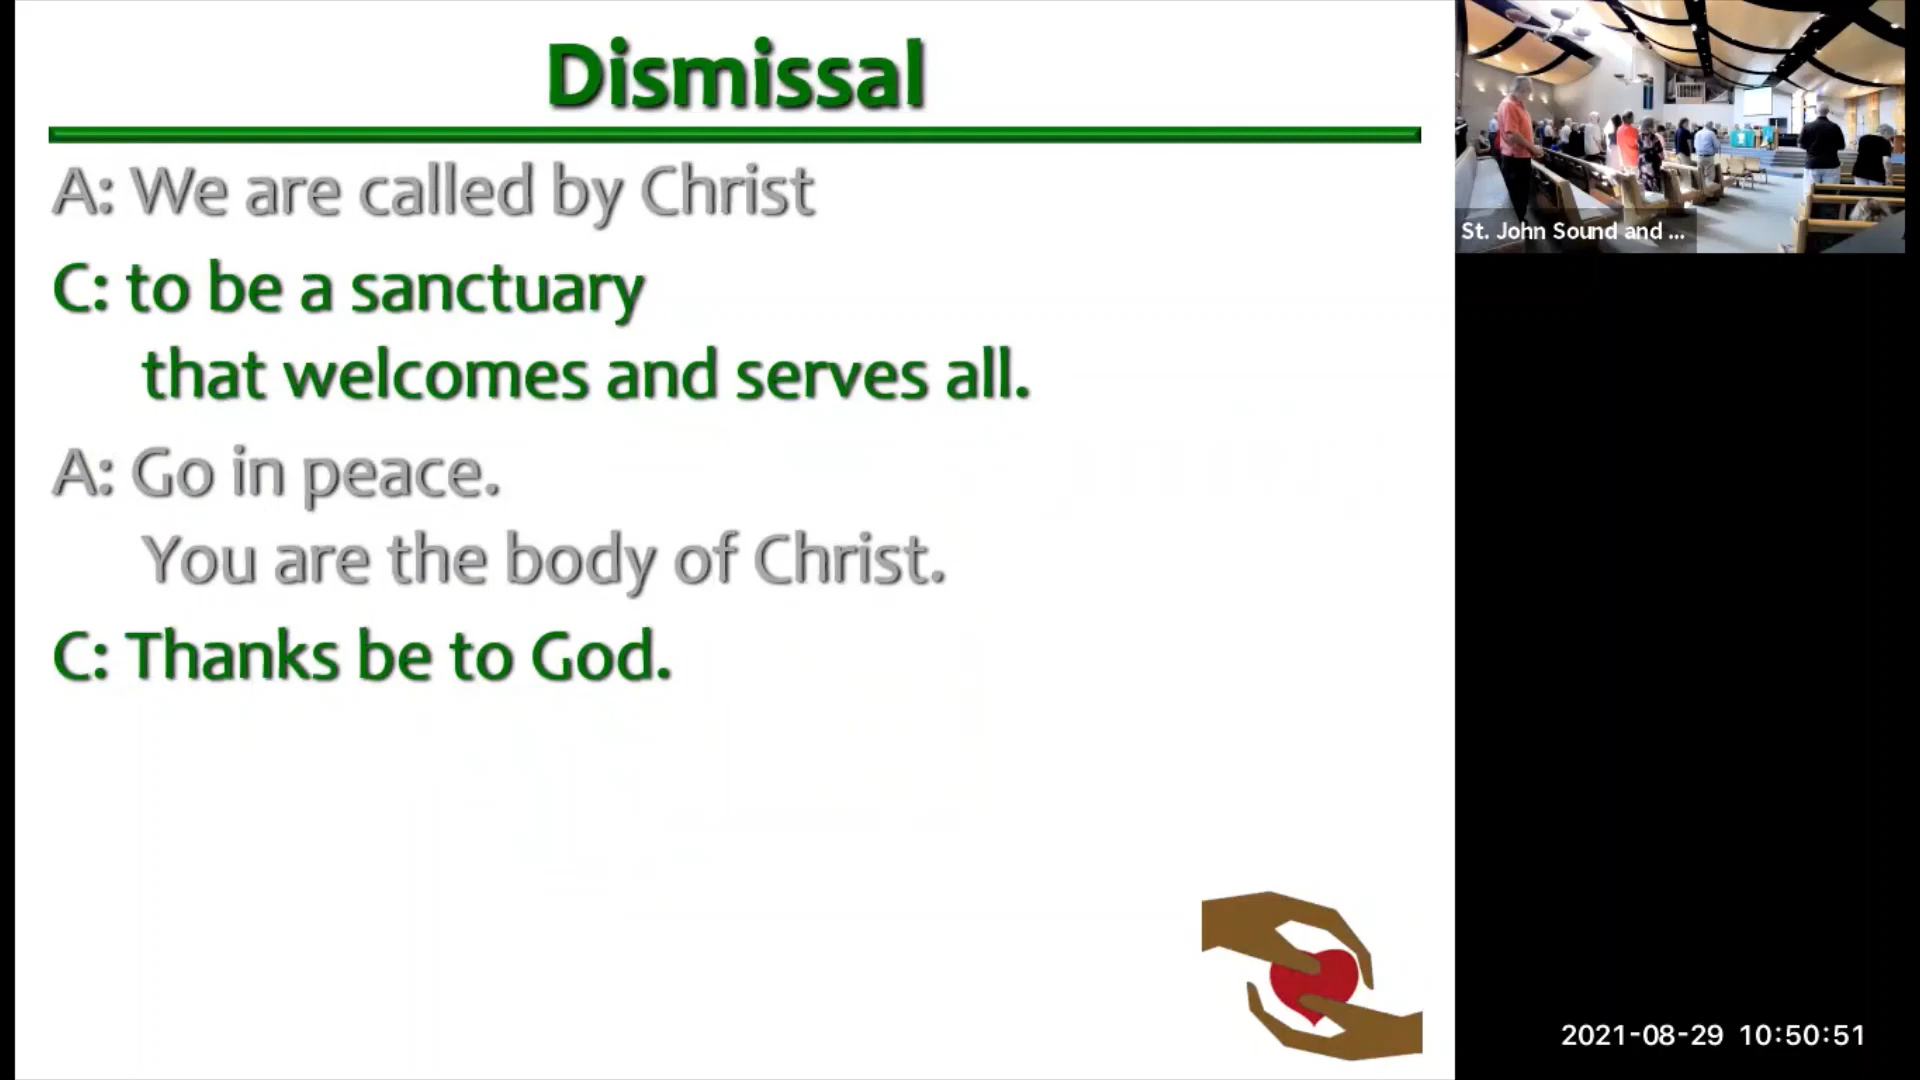 Dismissal
A: We are called by Christ
C: to be a sanctuary
that welcomes and serves all.
A: Go in peace.
You are the body of Christ.
C: Thanks be to God.
St. John Sound and ...
2021-08-29 10:50:51